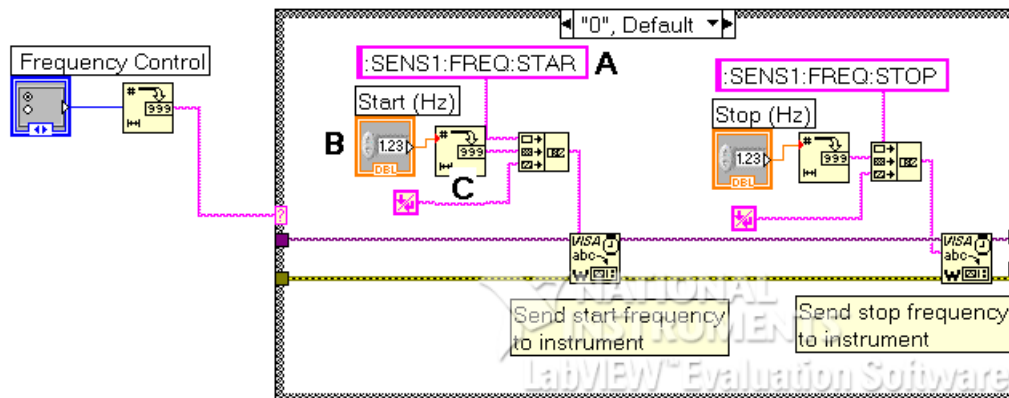 "0", Default
Frequency Control
:SENS1:FREQ:STAR
A
:SENS1:FREQ:STOP
Start (Hz)
Stop (Hz)
#
999
B
1.23
DBL
#
999
C
1.23
DBL
#
999
?
VISA
abc
W
VISA
abc
W
Send start frequency
to instrument
Send stop frequency
to instrument
NATIONAL
INSTRUMENTS
LabVIEW™ Evaluation Software